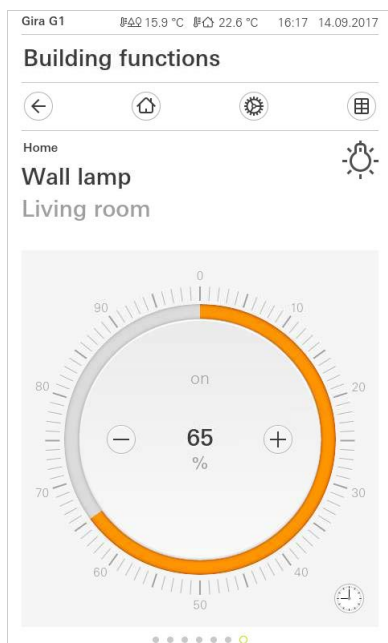 Gira G1 15.9 °C 22.6 °C 16:17 14.09.2017
Building functions
Home
Wall lamp
Living room
0
90 10
on
80 20
65
%
70 30
60 40
50